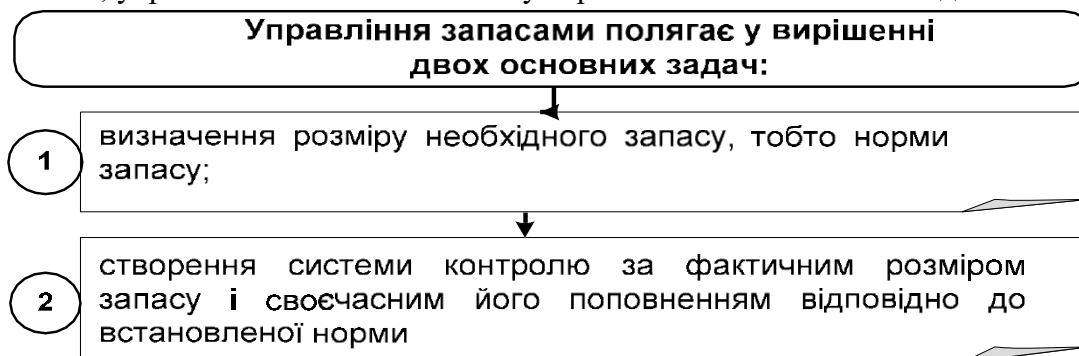 Управління запасами полягає у вирішенні
двох основних задач:
1
визначення розміру необхідного запасу, тобто норми
запасу;
2
створення системи контролю за фактичним розміром
запасу і своєчасним його поповненням відповідно до
встановленої норми